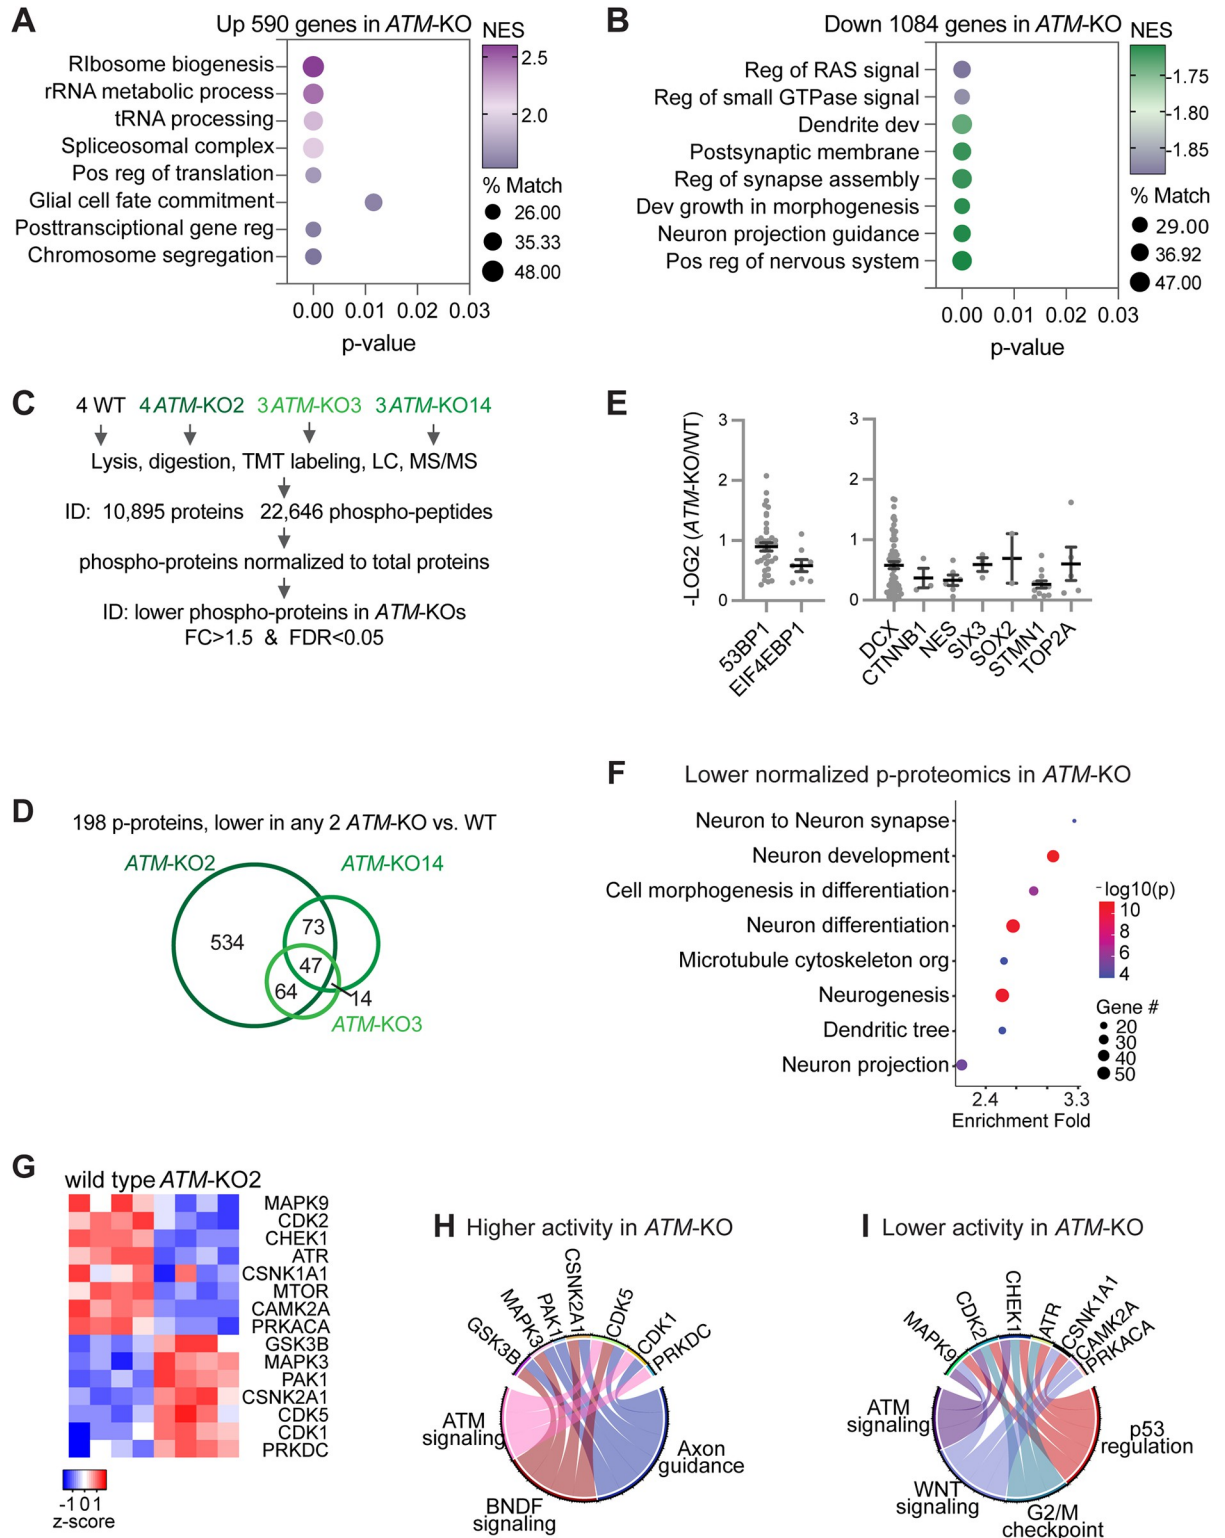 A
Up 590 genes in ATM-KO
NES
RIbosome biogenesis
rRNA metabolic process
tRNA processing
Spliceosomal complex
Pos reg of translation
Glial cell fate commitment
Posttransciptional gene reg
Chromosome segregation
2.5
2.0
% Match
26.00
35.33
48.00
0.00 0.01 0.02 0.03
p-value
B
Down 1084 genes in ATM-KO
NES
Reg of RAS signal
Reg of small GTPase signal
Dendrite dev
Postsynaptic membrane
Reg of synapse assembly
Dev growth in morphogenesis
Neuron projection guidance
Pos reg of nervous system
-1.75
-1.80
-1.85
% Match
29.00
36.92
47.00
0.00 0.01 0.02 0.03
p-value
C
4 WT 4 ATM-KO2 3 ATM-KO3 3 ATM-KO14
Lysis, digestion, TMT labeling, LC, MS/MS
ID: 10,895 proteins 22,646 phospho-peptides
phospho-proteins normalized to total proteins
ID: lower phospho-proteins in ATM-KOs
FC>1.5 & FDR<0.05
E
-LOG2 (ATM-KO/WT)
3
2
1
0
53BP1
EIF4EBP1
3
2
1
0
DCX
CTNNB1
NES
SIX3
SOX2
STMN1
TOP2A
D
198 p-proteins, lower in any 2 ATM-KO vs. WT
ATM-KO2
ATM-KO14
534
73
47
64
14
ATM-KO3
F
Lower normalized p-proteomics in ATM-KO
Neuron to Neuron synapse
Neuron development
Cell morphogenesis in differentiation
Neuron differentiation
Microtubule cytoskeleton org
Neurogenesis
Dendritic tree
Neuron projection
2.4 3.3
Enrichment Fold
-log10(p)
10
8
6
4
Gene #
20
30
40
50
G
wild type ATM-KO2
MAPK9
CDK2
CHEK1
ATR
CSNK1A1
MTOR
CAMK2A
PRKACA
GSK3B
MAPK3
PAK1
CSNK2A1
CDK5
CDK1
PRKDC
-1 0 1
z-score
H Higher activity in ATM-KO
GSK3B
MAPK3
PAK1
CSNK2A1
CDK5
CDK1
PRKDC
ATM
signaling
BNDF
signaling
Axon
guidance
I Lower activity in ATM-KO
MAPK9
CDK2
CHEK1
ATR
CSNK1A1
CAMK2A
PRKACA
ATM
signaling
WNT
signaling
G2/M
checkpoint
p53
regulation